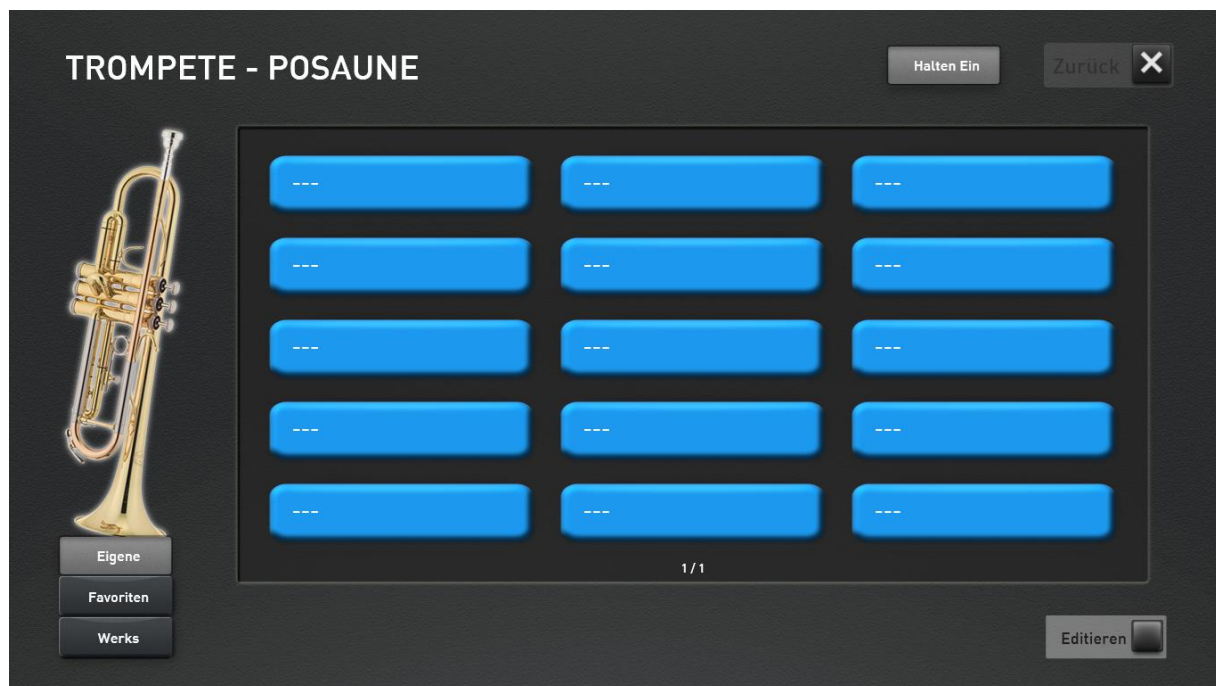 TROMPETE - POSAUNE
Halten Ein
Zurück
--- --- ---
--- --- ---
--- --- ---
--- --- ---
--- --- ---
1/1
Eigene
Favoriten
Werks
Editieren